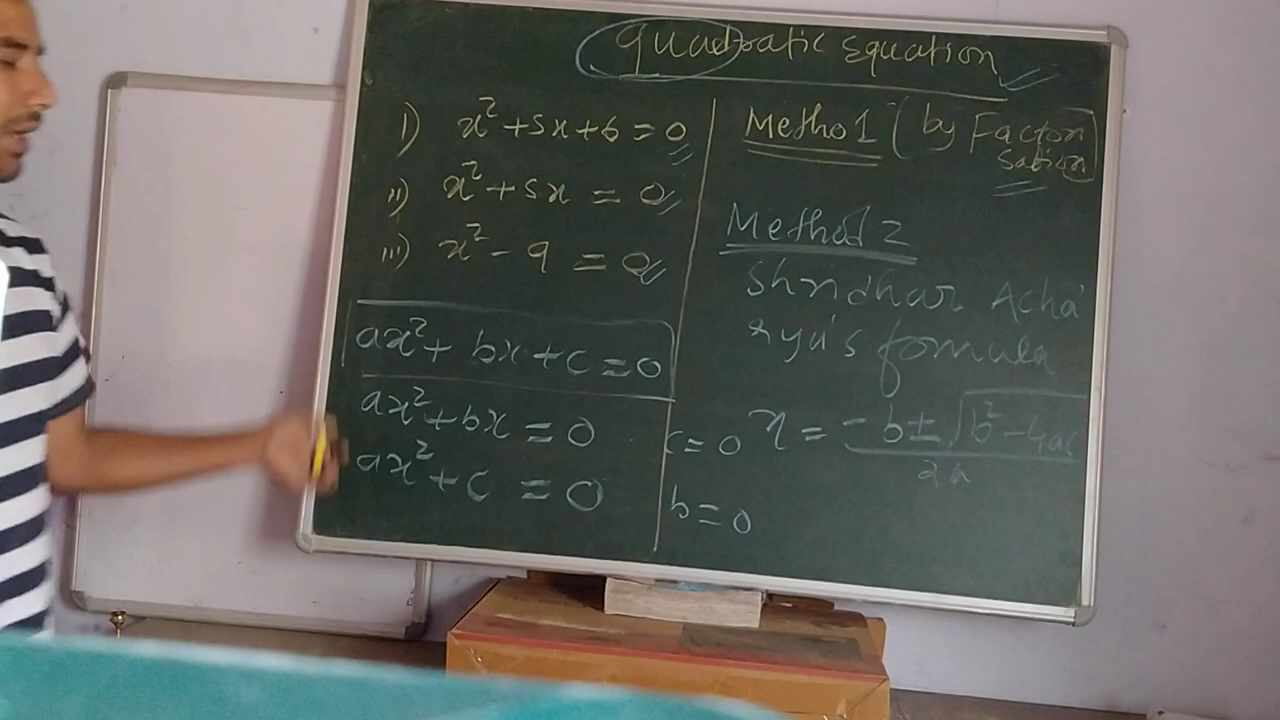 quadratic Equation
I) x²+5x+6=0
II) x²+5x = 0
III) x²- 9 = 0
ax²+ bx+c=0
ax²+bx=0 c=0
ax²+c = 0 b=0
Metho1 (by Factori
sation)
Method 2
Shridhar Acha
rya's fomula
x = -b±√b²-4ac
2a